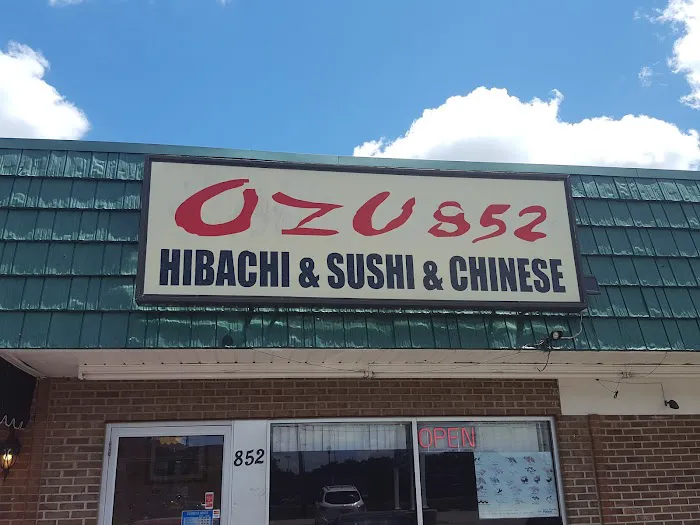 OZU 852
HIBACHI & SUSHI & CHINESE
852
OPEN